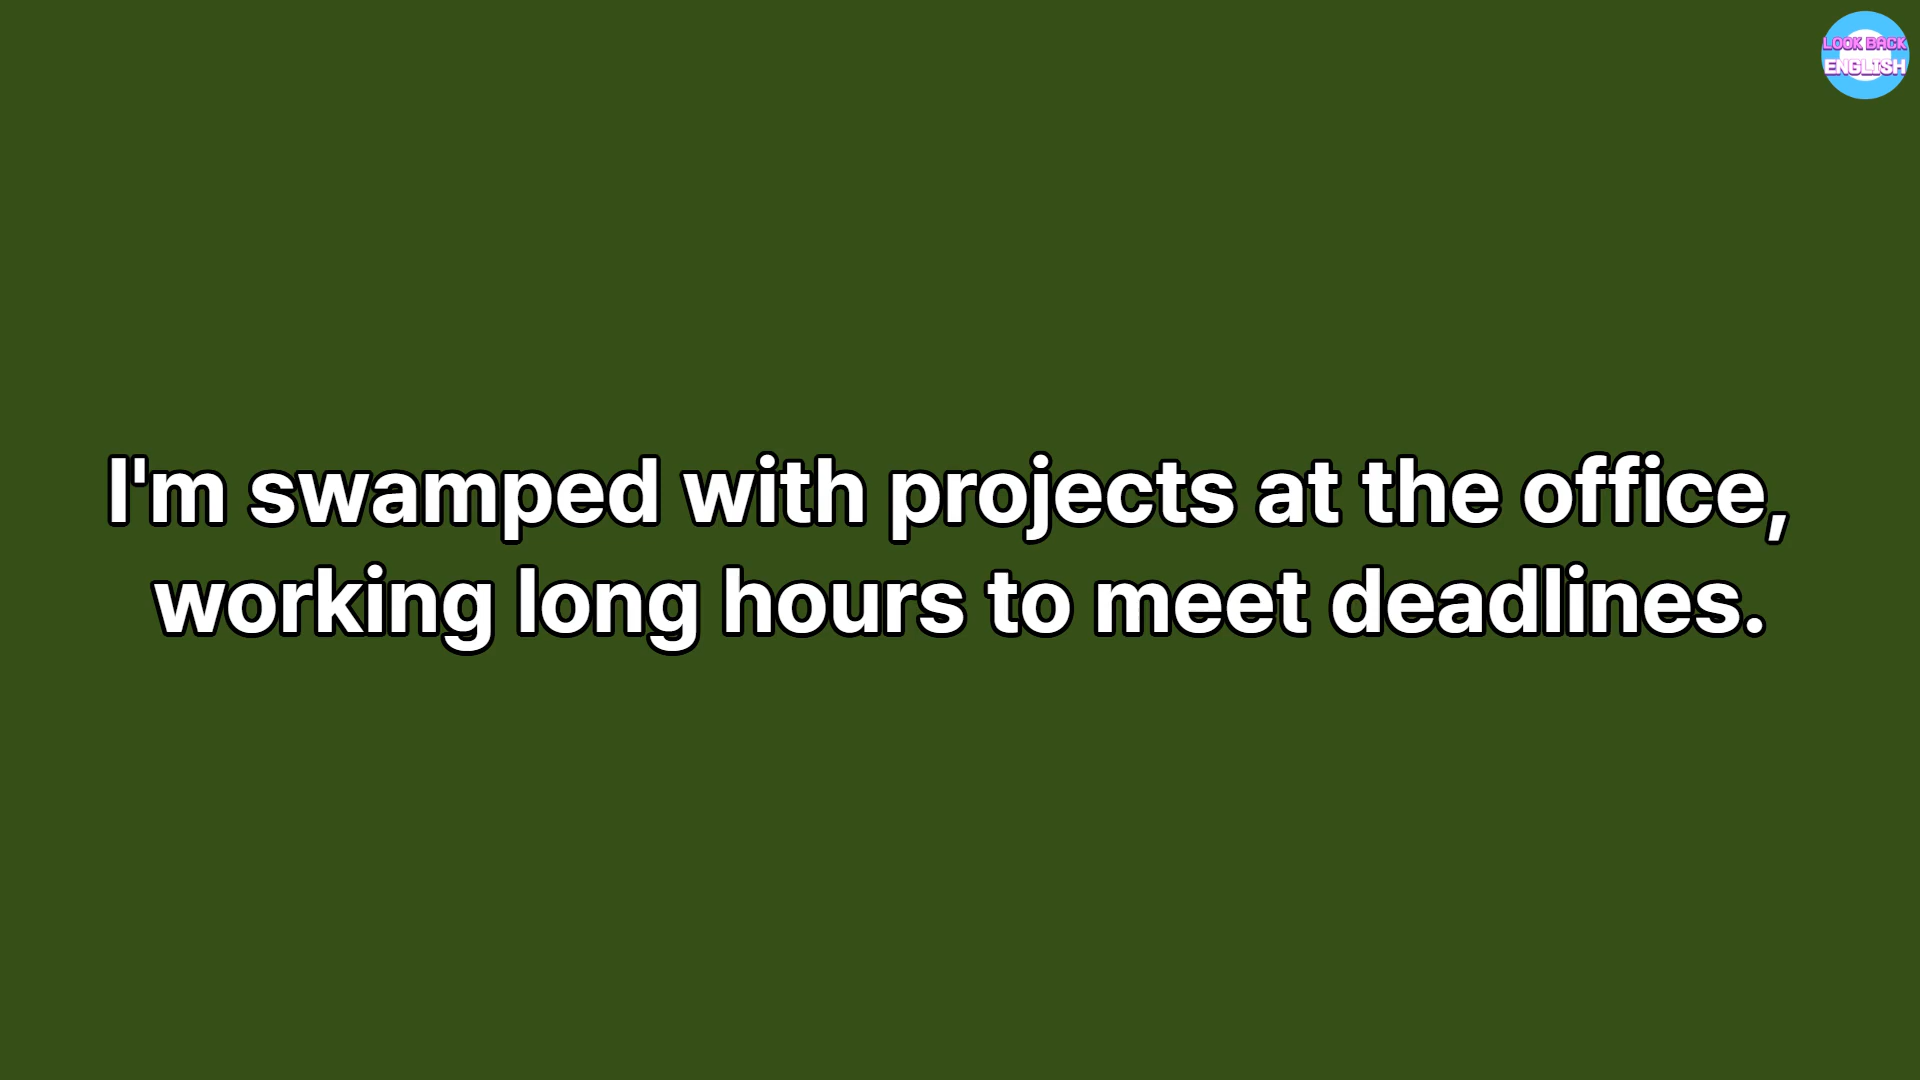 LOOK BACK
ENGLISH
I'm swamped with projects at the office,
working long hours to meet deadlines.